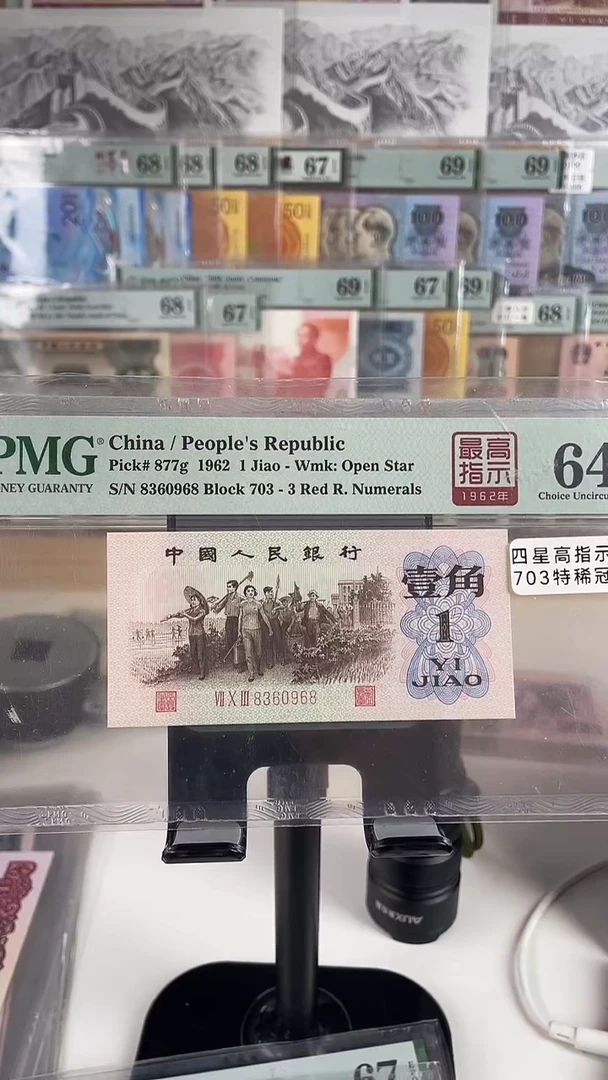 68
68
68
67
69
69
20
50
50
100
100
100
69
67
69
68
67
68
50
PMG®
NEY GUARANTY
China / People's Republic
Pick# 877g 1962 1 Jiao - Wmk: Open Star
S/N 8360968 Block 703 - 3 Red R. Numerals
最高
指示
1962年
64
Choice Uncircu
四星高指示
703特稀冠
中國人民銀行
壹角
1
YI
JIAO
VII X III 8360968
67